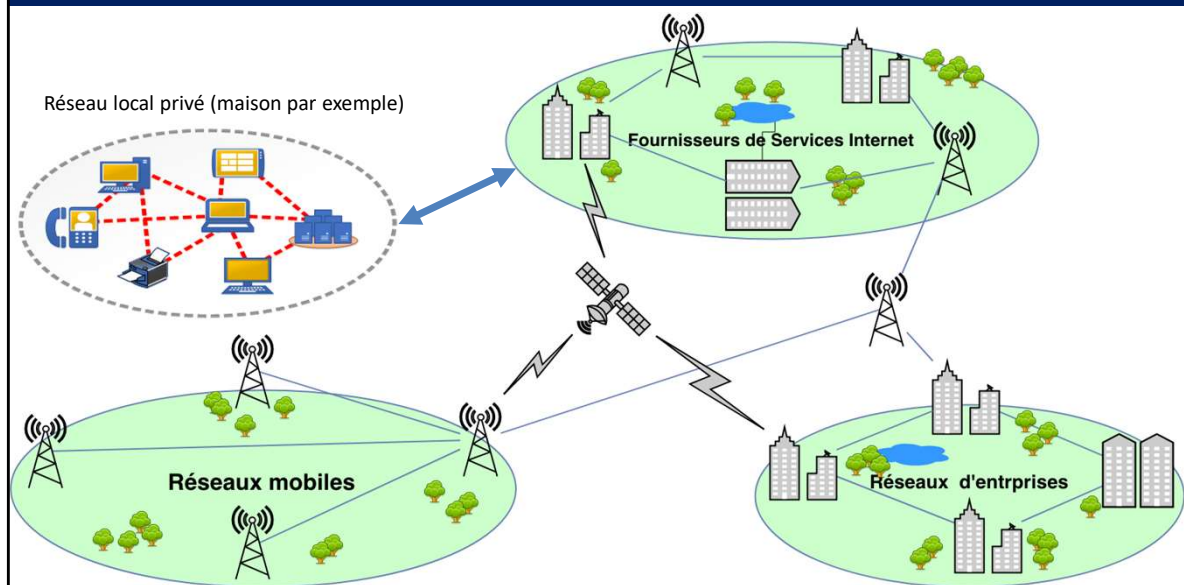 Réseau local privé (maison par exemple)
Fournisseurs de Services Internet
Réseaux mobiles
Réseaux d'entrprises